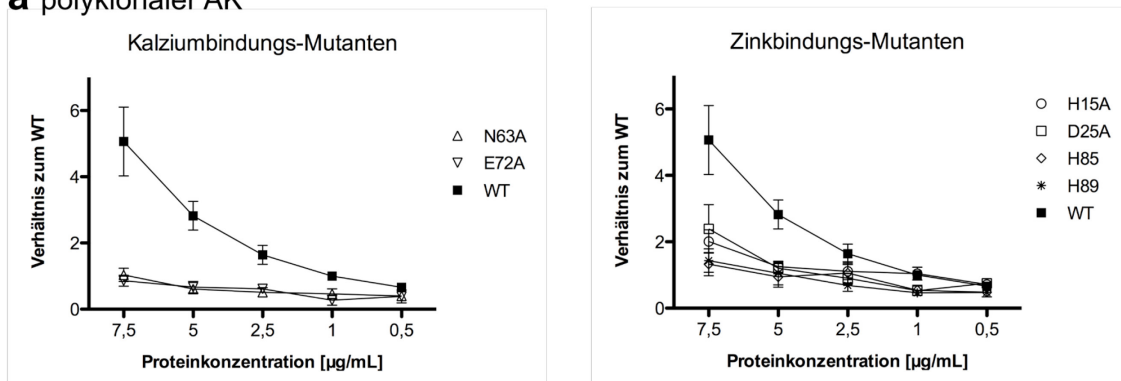 a polyklonaler AK
Kalziumbindungs-Mutanten
Verhältnis zum WT
6
4
2
0
7,5 5 2,5 1 0,5
Proteinkonzentration [µg/mL]
N63A
E72A
WT
Zinkbindungs-Mutanten
Verhältnis zum WT
6
4
2
0
7,5 5 2,5 1 0,5
Proteinkonzentration [µg/mL]
H15A
D25A
H85
H89
WT